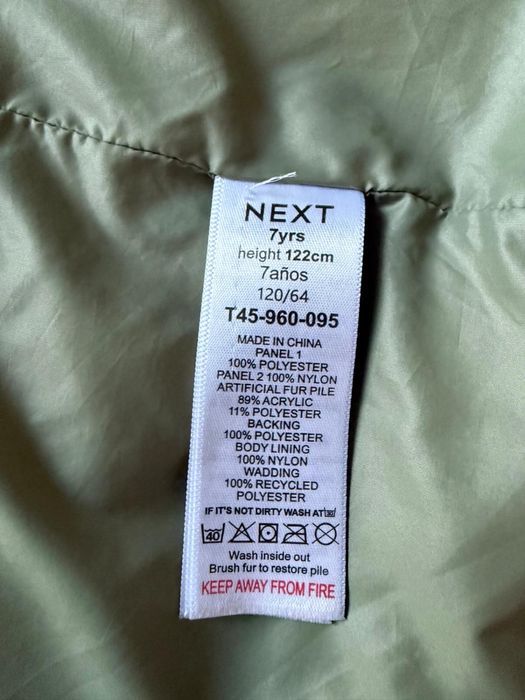 NEXT
7yrs
height 122cm
7años
120/64
T45-960-095
MADE IN CHINA
PANEL 1
100% POLYESTER
PANEL 2 100% NYLON
ARTIFICIAL FUR PILE
89% ACRYLIC
11% POLYESTER
BACKING
100% POLYESTER
BODY LINING
100% NYLON
WADDING
100% RECYCLED
POLYESTER
IF IT'S NOT DIRTY WASH AT 30
40
Wash inside out
Brush fur to restore pile
KEEP AWAY FROM FIRE